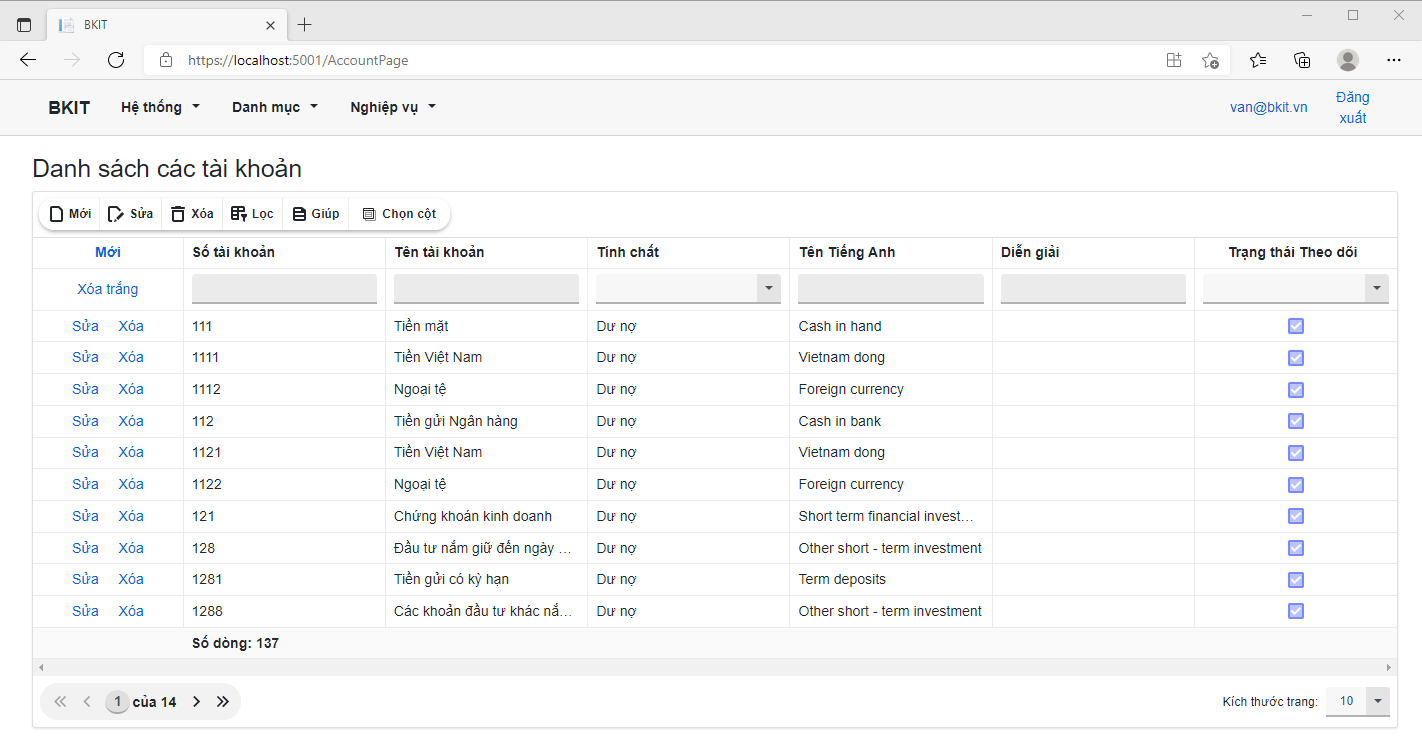 BKIT
https://localhost:5001/AccountPage
BKIT Hệ thống Danh mục Nghiệp vụ van@bkit.vn Đăng xuất
Danh sách các tài khoản
Mới Sửa Xóa Lọc Giúp Chọn cột
Mới Số tài khoản Tên tài khoản Tính chất Tên Tiếng Anh Diễn giải Trạng thái Theo dõi
Xóa trắng
Sửa Xóa 111 Tiền mặt Dư nợ Cash in hand
Sửa Xóa 1111 Tiền Việt Nam Dư nợ Vietnam dong
Sửa Xóa 1112 Ngoại tệ Dư nợ Foreign currency
Sửa Xóa 112 Tiền gửi Ngân hàng Dư nợ Cash in bank
Sửa Xóa 1121 Tiền Việt Nam Dư nợ Vietnam dong
Sửa Xóa 1122 Ngoại tệ Dư nợ Foreign currency
Sửa Xóa 121 Chứng khoán kinh doanh Dư nợ Short term financial invest…
Sửa Xóa 128 Đầu tư nắm giữ đến ngày … Dư nợ Other short - term investment
Sửa Xóa 1281 Tiền gửi có kỳ hạn Dư nợ Term deposits
Sửa Xóa 1288 Các khoản đầu tư khác nắ… Dư nợ Other short - term investment
Số dòng: 137
1 của 14 Kích thước trang: 10